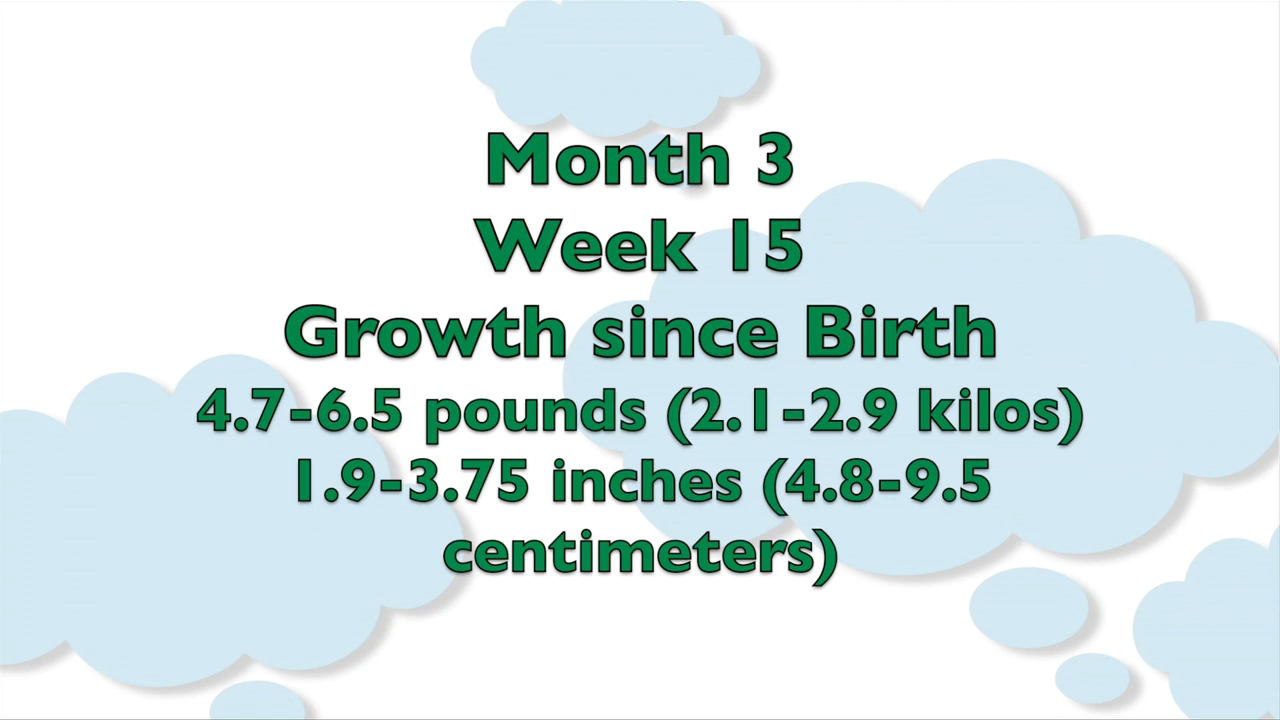 Month 3
Week 15
Growth since Birth
4.7-6.5 pounds (2.1-2.9 kilos)
1.9-3.75 inches (4.8-9.5
centimeters)